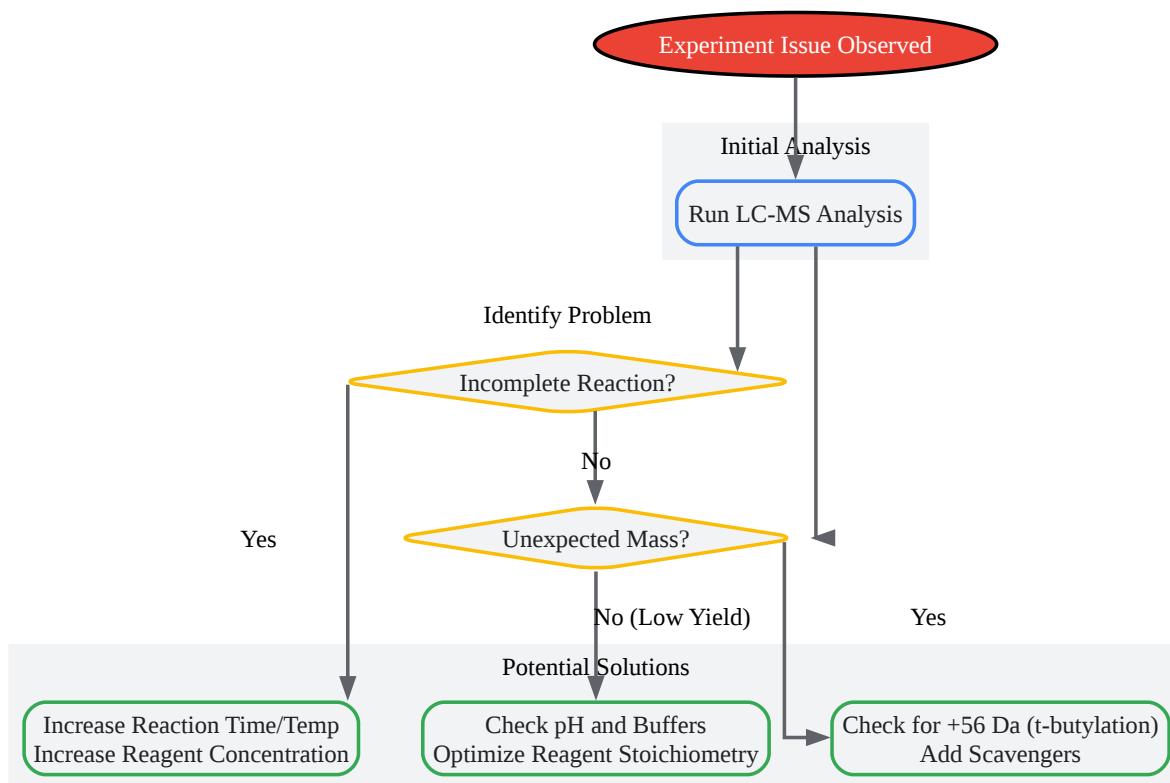 Experiment Issue Observed
Initial Analysis
Run LC-MS Analysis
Identify Problem
Incomplete Reaction?
No
Unexpected Mass?
Yes
No (Low Yield)
Yes
Potential Solutions
Increase Reaction Time/Temp
Increase Reagent Concentration
Check pH and Buffers
Optimize Reagent Stoichiometry
Check for +56 Da (t-butylation)
Add Scavengers